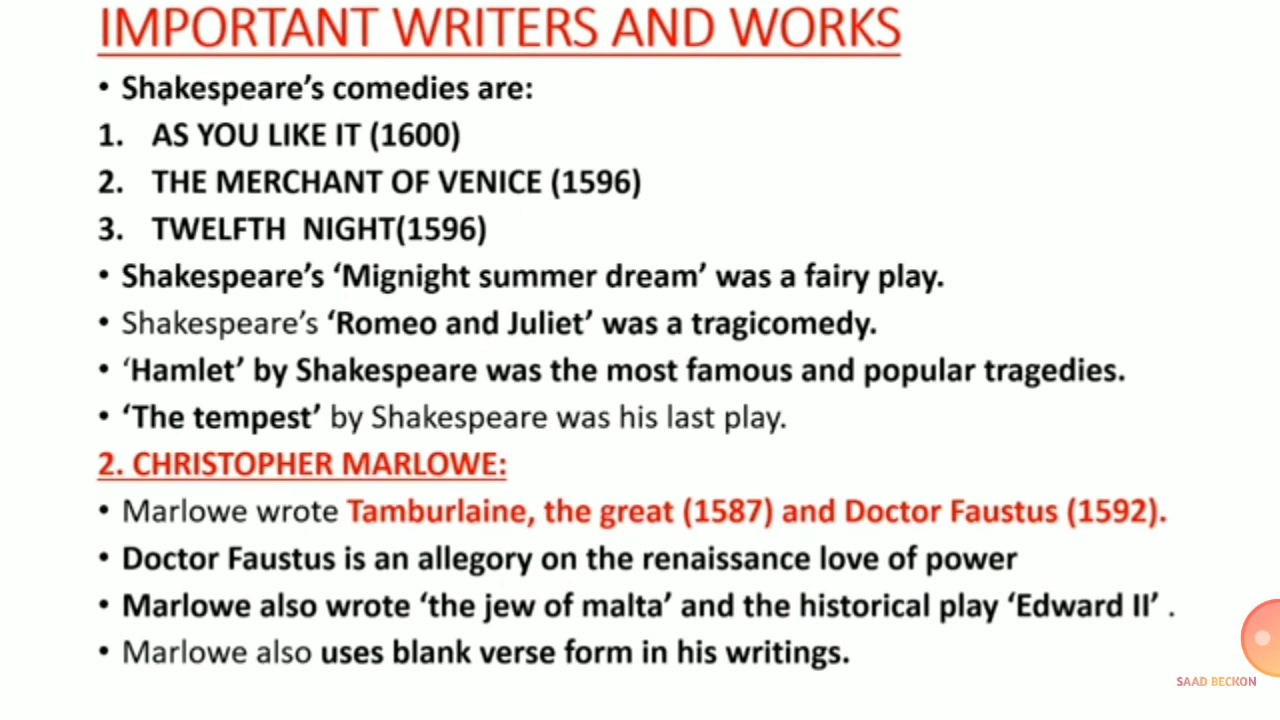 IMPORTANT WRITERS AND WORKS
• Shakespeare’s comedies are:
1. AS YOU LIKE IT (1600)
2. THE MERCHANT OF VENICE (1596)
3. TWELFTH NIGHT(1596)
• Shakespeare’s ‘Mignight summer dream’ was a fairy play.
• Shakespeare’s ‘Romeo and Juliet’ was a tragicomedy.
• ‘Hamlet’ by Shakespeare was the most famous and popular tragedies.
• ‘The tempest’ by Shakespeare was his last play.
2. CHRISTOPHER MARLOWE:
• Marlowe wrote Tamburlaine, the great (1587) and Doctor Faustus (1592).
• Doctor Faustus is an allegory on the renaissance love of power
• Marlowe also wrote ‘the jew of malta’ and the historical play ‘Edward II’ .
• Marlowe also uses blank verse form in his writings.
SAAD BECKON